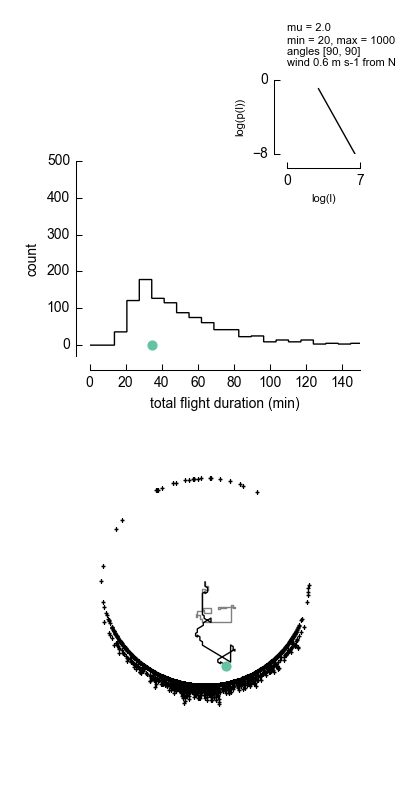 mu = 2.0
min = 20, max = 1000
angles [90, 90]
wind 0.6 m s-1 from N
0
log(p(l))
−8
0
7
log(l)
500
400
300
200
100
0
count
0
20
40
60
80
100
120
140
total flight duration (min)